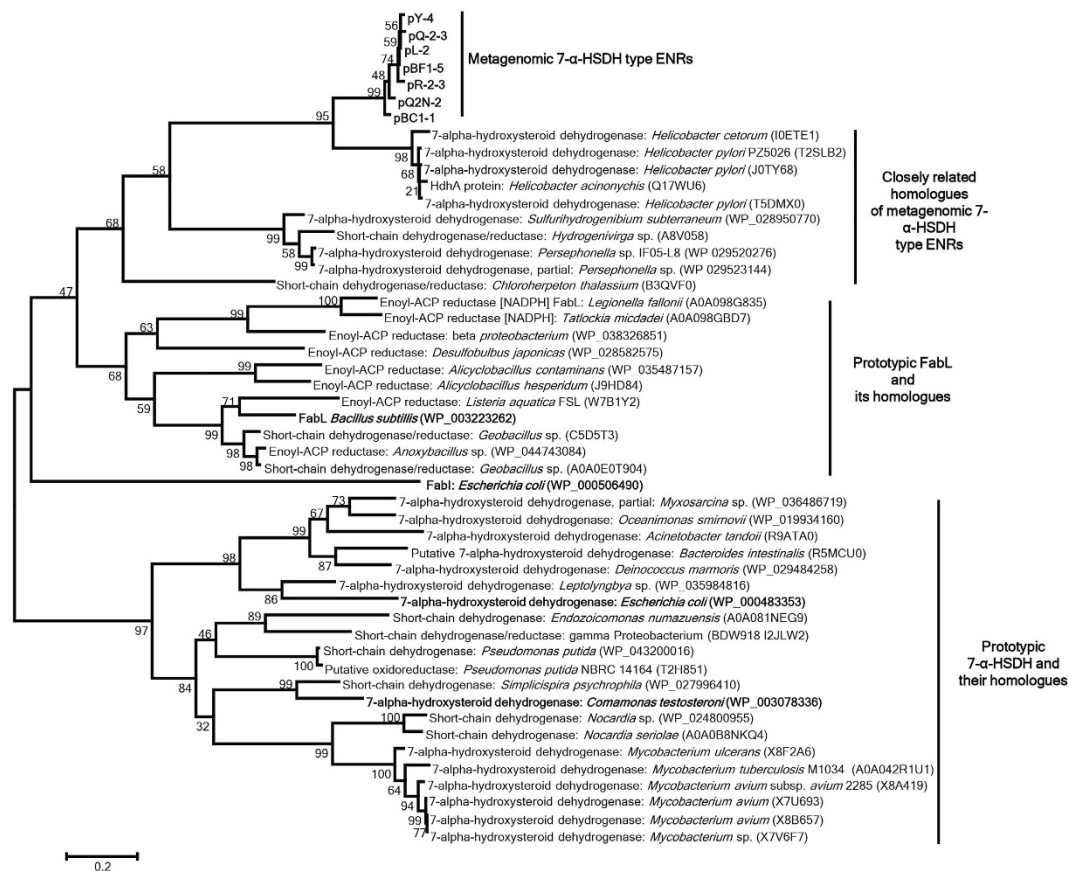 pY-4
56
pQ-2-3
59
pL-2
74
pBF1-5
48
pR-2-3
99
pQ2N-2
pBC1-1
Metagenomic 7-α-HSDH type ENRs
95
7-alpha-hydroxysteroid dehydrogenase: Helicobacter cetorum (I0ETE1)
98
7-alpha-hydroxysteroid dehydrogenase: Helicobacter pylori PZ5026 (T2SLB2)
68
7-alpha-hydroxysteroid dehydrogenase: Helicobacter pylori (J0TY68)
21
HdhA protein: Helicobacter acinonychis (Q17WU6)
7-alpha-hydroxysteroid dehydrogenase: Helicobacter pylori (T5DMX0)
58
7-alpha-hydroxysteroid dehydrogenase: Sulfurihydrogenibium subterraneum (WP_028950770)
99
Short-chain dehydrogenase/reductase: Hydrogenivirga sp. (A8V058)
58
7-alpha-hydroxysteroid dehydrogenase: Persephonella sp. IF05-L8 (WP 029520276)
99
7-alpha-hydroxysteroid dehydrogenase, partial: Persephonella sp. (WP 029523144)
68
Short-chain dehydrogenase/reductase: Chloroherpeton thalassium (B3QVF0)
Closely related
homologues
of metagenomic 7-
α-HSDH
type ENRs
47
100
Enoyl-ACP reductase [NADPH] FabL: Legionella fallonii (A0A098G835)
99
Enoyl-ACP reductase [NADPH]: Tatlockia micdadei (A0A098GBD7)
63
Enoyl-ACP reductase: beta proteobacterium (WP_038326851)
Enoyl-ACP reductase: Desulfobulbus japonicas (WP_028582575)
68
99
Enoyl-ACP reductase: Alicyclobacillus contaminans (WP_035487157)
Enoyl-ACP reductase: Alicyclobacillus hesperidum (J9HD84)
59
71
Enoyl-ACP reductase: Listeria aquatica FSL (W7B1Y2)
FabL Bacillus subtillis (WP_003223262)
99
Short-chain dehydrogenase/reductase: Geobacillus sp. (C5D5T3)
98
Enoyl-ACP reductase: Anoxybacillus sp. (WP_044743084)
98
Short-chain dehydrogenase/reductase: Geobacillus sp. (A0A0E0T904)
Prototypic FabL
and
its homologues
FabI: Escherichia coli (WP_000506490)
73
7-alpha-hydroxysteroid dehydrogenase, partial: Myxosarcina sp. (WP_036486719)
67
7-alpha-hydroxysteroid dehydrogenase: Oceanimonas smirnovii (WP_019934160)
99
7-alpha-hydroxysteroid dehydrogenase: Acinetobacter tandoii (R9ATA0)
Putative 7-alpha-hydroxysteroid dehydrogenase: Bacteroides intestinalis (R5MCU0)
87
7-alpha-hydroxysteroid dehydrogenase: Deinococcus marmoris (WP_029484258)
98
7-alpha-hydroxysteroid dehydrogenase: Leptolyngbya sp. (WP_035984816)
86
7-alpha-hydroxysteroid dehydrogenase: Escherichia coli (WP_000483353)
97
89
Short-chain dehydrogenase: Endozoicomonas numazuensis (A0A081NEG9)
46
Short-chain dehydrogenase/reductase: gamma Proteobacterium (BDW918 I2JLW2)
Short-chain dehydrogenase: Pseudomonas putida (WP_043200016)
100
Putative oxidoreductase: Pseudomonas putida NBRC 14164 (T2H851)
84
99
Short-chain dehydrogenase: Simplicispira psychrophila (WP_027996410)
7-alpha-hydroxysteroid dehydrogenase: Comamonas testosteroni (WP_003078336)
32
100
Short-chain dehydrogenase: Nocardia sp. (WP_024800955)
Short-chain dehydrogenase: Nocardia seriolae (A0A0B8NKQ4)
99
7-alpha-hydroxysteroid dehydrogenase: Mycobacterium ulcerans (X8F2A6)
100
7-alpha-hydroxysteroid dehydrogenase: Mycobacterium tuberculosis M1034 (A0A042R1U1)
64
7-alpha-hydroxysteroid dehydrogenase: Mycobacterium avium subsp. avium 2285 (X8A419)
94
7-alpha-hydroxysteroid dehydrogenase: Mycobacterium avium (X7U693)
99
7-alpha-hydroxysteroid dehydrogenase: Mycobacterium avium (X8B657)
77
7-alpha-hydroxysteroid dehydrogenase: Mycobacterium sp. (X7V6F7)
Prototypic
7-α-HSDH and
their homologues
0.2